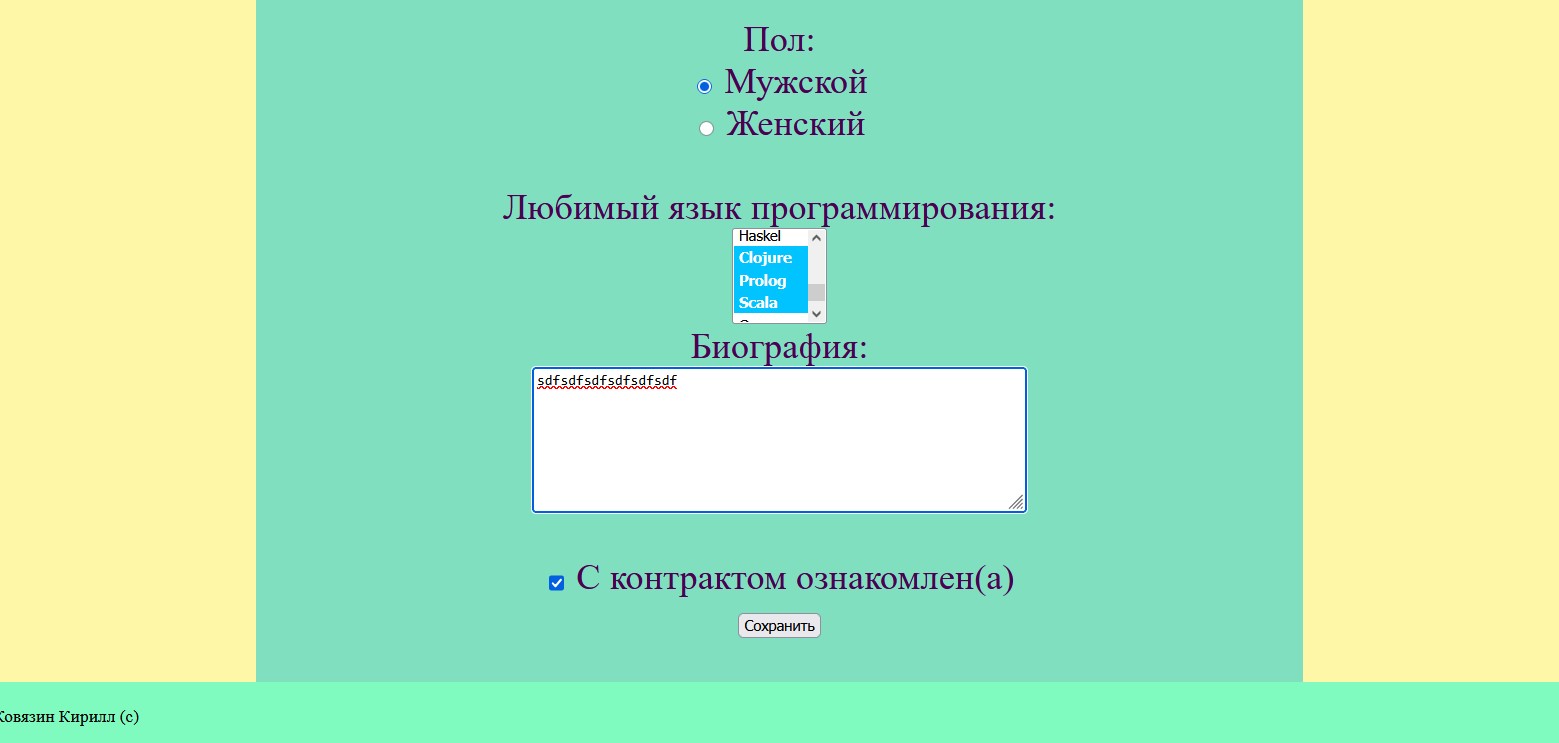 Пол:
Мужской
Женский
Любимый язык программирования:
Haskel
Clojure
Prolog
Scala
Биография:
sdfsdfsdfsdfsdfsdf
С контрактом ознакомлен(а)
Сохранить
Ковязин Кирилл (с)